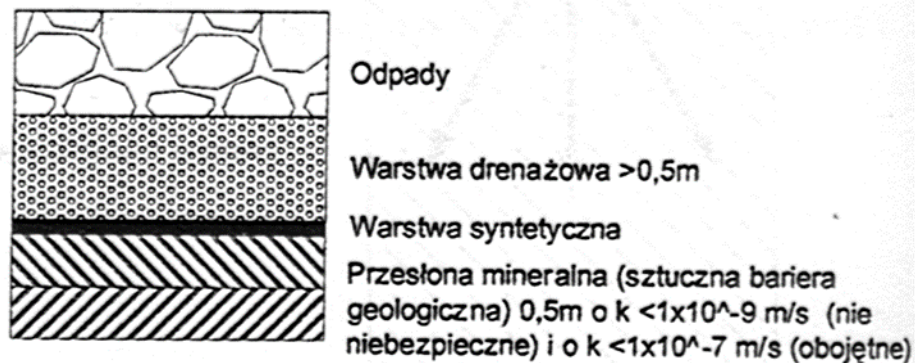 Odpady
Warstwa drenażowa >0,5m
Warstwa syntetyczna
Przesłona mineralna (sztuczna bariera
geologiczna) 0,5m o k <1x10^-9 m/s (nie
niebezpieczne) i o k <1x10^-7 m/s (obojętne)